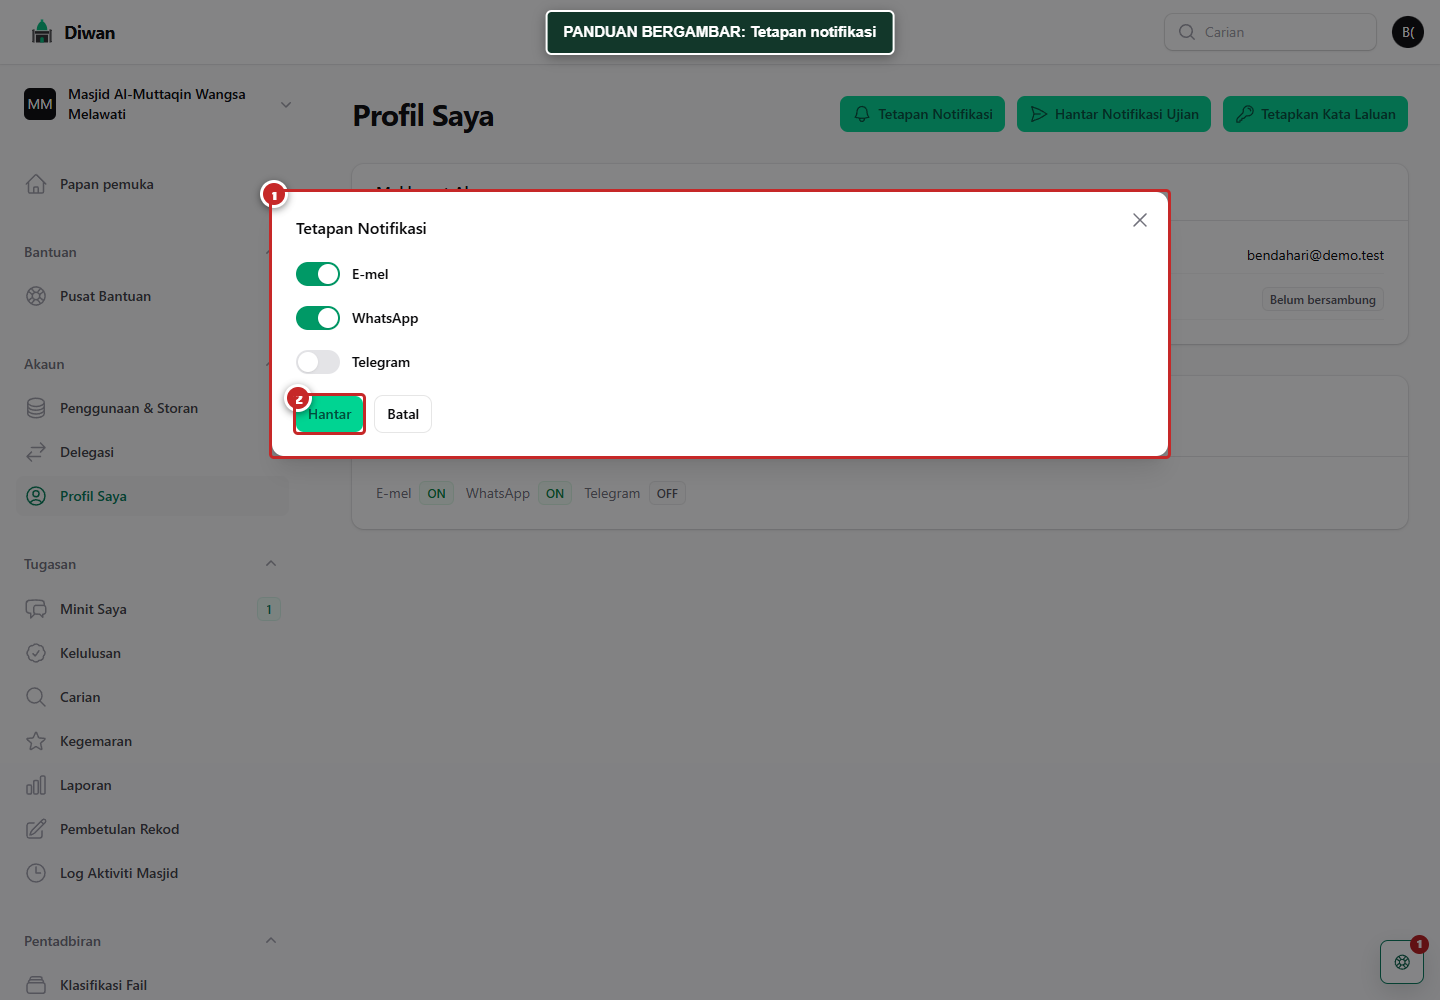 Diwan
PANDUAN BERGAMBAR: Tetapan notifikasi
Carian
B(
MM
Masjid Al-Muttaqin Wangsa
Melawati
Profil Saya
Tetapan Notifikasi
Hantar Notifikasi Ujian
Tetapkan Kata Laluan
Papan pemuka
Bantuan
Pusat Bantuan
Akaun
Penggunaan & Storan
Delegasi
Profil Saya
Tugasan
Minit Saya
1
Kelulusan
Carian
Kegemaran
Laporan
Pembetulan Rekod
Log Aktiviti Masjid
Pentadbiran
Klasifikasi Fail
1
Tetapan Notifikasi
E-mel
WhatsApp
Telegram
2
Hantar
Batal
bendahari@demo.test
Belum bersambung
E-mel ON WhatsApp ON Telegram OFF
1